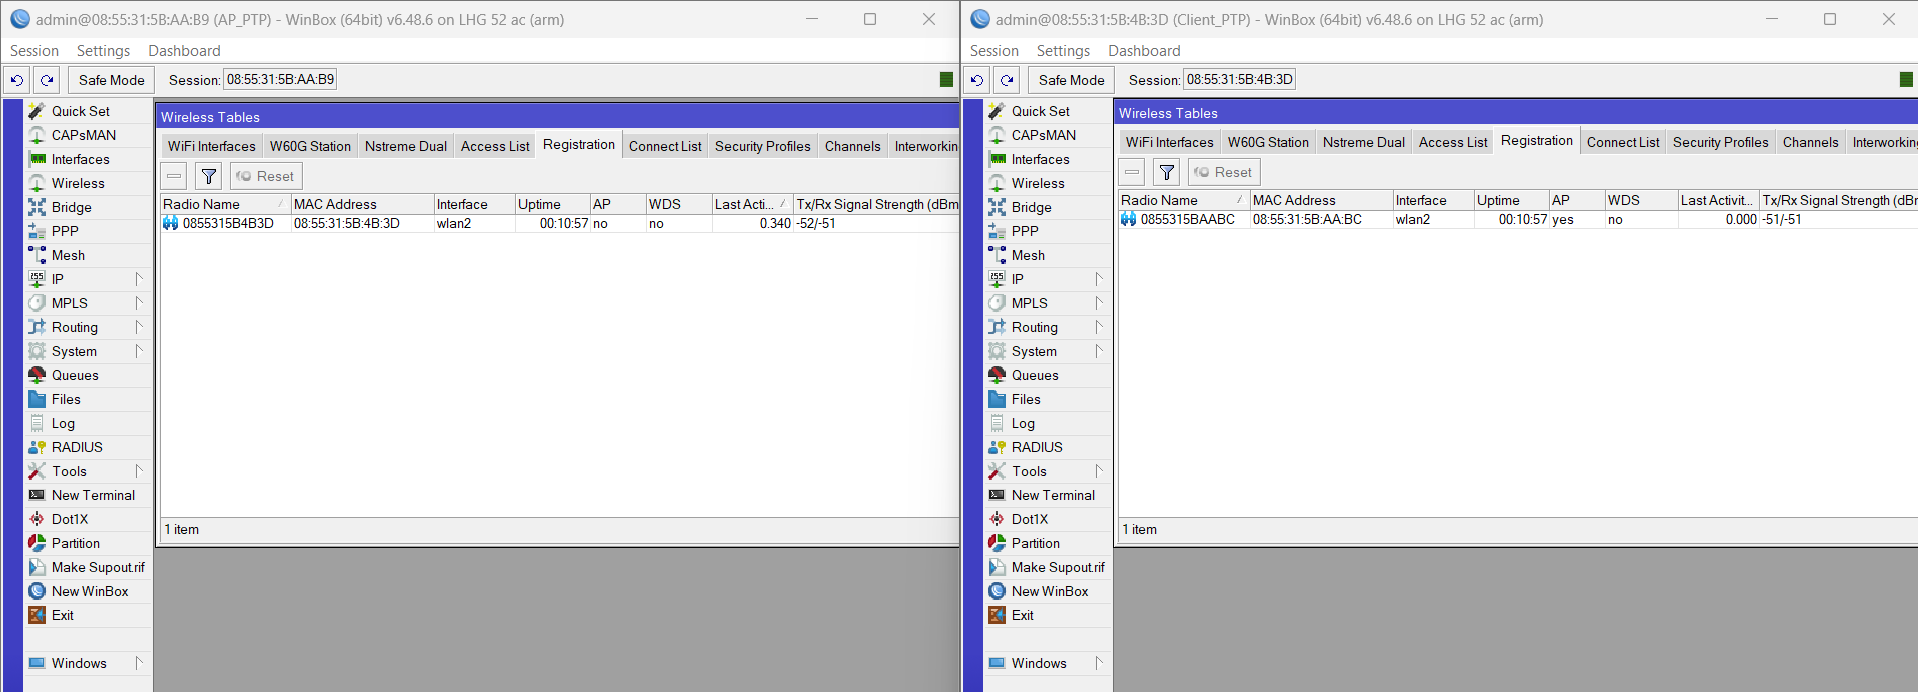 admin@08:55:31:5B:AA:B9 (AP_PTP) - WinBox (64bit) v6.48.6 on LHG 52 ac (arm)
Session Settings Dashboard
Safe Mode Session: 08:55:31:5B:AA:B9
Quick Set
CAPsMAN
Interfaces
Wireless
Bridge
PPP
Mesh
255 IP
MPLS
Routing
System
Queues
Files
Log
RADIUS
Tools
New Terminal
Dot1X
Partition
Make Supout.rif
New WinBox
Exit
Windows
Wireless Tables
WiFi Interfaces W60G Station Nstreme Dual Access List Registration Connect List Security Profiles Channels Interworkin
Reset
Radio Name MAC Address Interface Uptime AP WDS Last Acti... Tx/Rx Signal Strength (dBm
0855315B4B3D 08:55:31:5B:4B:3D wlan2 00:10:57 no no 0.340 -52/-51
1 item
admin@08:55:31:5B:4B:3D (Client_PTP) - WinBox (64bit) v6.48.6 on LHG 52 ac (arm)
Session Settings Dashboard
Safe Mode Session: 08:55:31:5B:4B:3D
Quick Set
CAPsMAN
Interfaces
Wireless
Bridge
PPP
Mesh
255 IP
MPLS
Routing
System
Queues
Files
Log
RADIUS
Tools
New Terminal
Dot1X
Partition
Make Supout.rif
New WinBox
Exit
Windows
Wireless Tables
WiFi Interfaces W60G Station Nstreme Dual Access List Registration Connect List Security Profiles Channels Interworking
Reset
Radio Name MAC Address Interface Uptime AP WDS Last Activit... Tx/Rx Signal Strength (dBm
0855315BAABC 08:55:31:5B:AA:BC wlan2 00:10:57 yes no 0.000 -51/-51
1 item